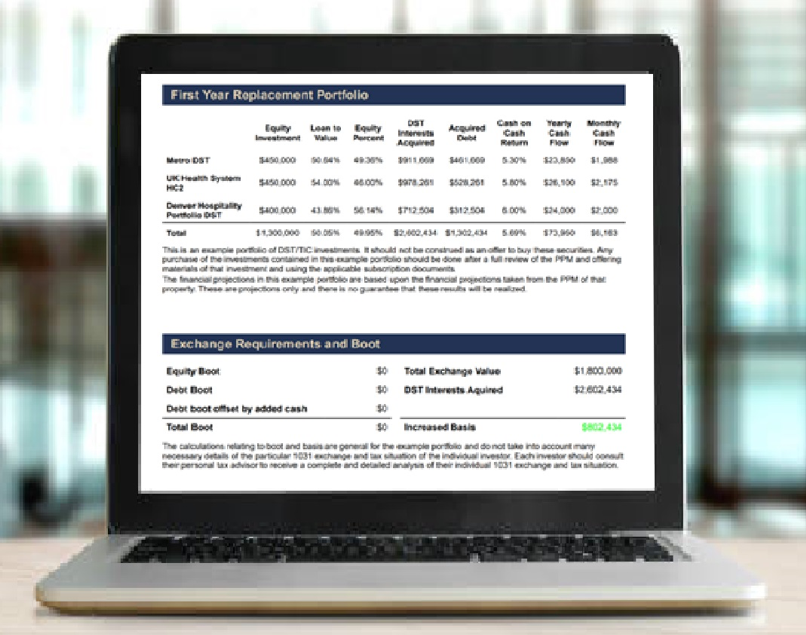 First Year Replacement Portfolio
Equity Investment Loan to Value Equity Percent DST Interests Acquired Acquired Debt Cash on Cash Return Yearly Cash Flow Monthly Cash Flow
Metro DST $450,000 50.64% 49.36% $911,669 $461,669 5.30% $23,850 $1,988
UK Health System
HC2 $450,000 54.00% 46.00% $978,261 $528,261 5.80% $26,100 $2,175
Denver Hospitality
Portfolio DST $400,000 43.86% 56.14% $712,504 $312,504 6.00% $24,000 $2,000
Total $1,300,000 50.05% 49.95% $2,602,434 $1,302,434 5.69% $73,950 $6,163
This is an example portfolio of DST/TIC investments. It should not be construed as an offer to buy these securities. Any
purchase of the investments contained in this example portfolio should be done after a full review of the PPM and offering
materials of that investment and using the applicable subscription documents
The financial projections in this example portfolio are based upon the financial projections taken from the PPM of that
property. These are projections only and there is no guarantee that these results will be realized.
Exchange Requirements and Boot
Equity Boot $0 Total Exchange Value $1,800,000
Debt Boot $0 DST Interests Aquired $2,602,434
Debt boot offset by added cash $0
Total Boot $0 Increased Basis $802,434
The calculations relating to boot and basis are general for the example portfolio and do not take into account many
necessary details of the particular 1031 exchange and tax situation of the individual investor. Each investor should consult
their personal tax advisor to receive a complete and detailed analysis of their individual 1031 exchange and tax situation.